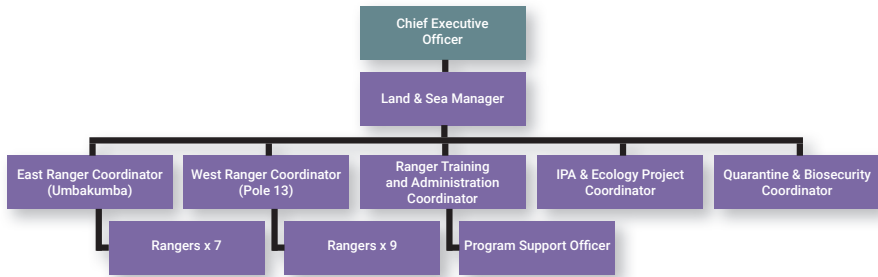 Chief Executive
Officer
Land & Sea Manager
East Ranger Coordinator
(Umbakumba)
West Ranger Coordinator
(Pole 13)
Ranger Training
and Administration
Coordinator
IPA & Ecology Project
Coordinator
Quarantine & Biosecurity
Coordinator
Rangers x 7
Rangers x 9
Program Support Officer